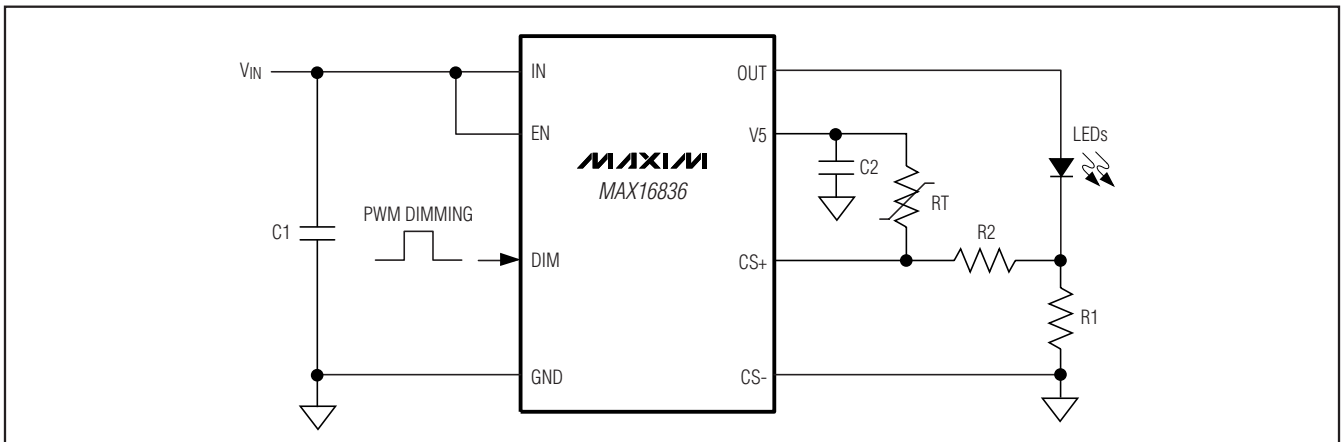 VIN
IN
OUT
EN
V5
LEDs
MAXIM
MAX16836
C2
RT
PWM DIMMING
C1
R2
DIM
CS+
R1
GND
CS-